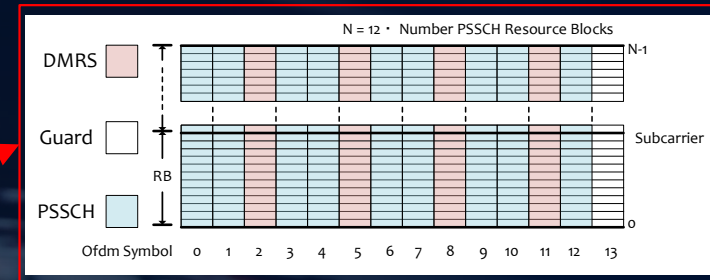 N = 12 · Number PSSCH Resource Blocks
DMRS
N-1
Guard
Subcarrier
RB
PSSCH
0
Ofdm Symbol 0 1 2 3 4 5 6 7 8 9 10 11 12 13